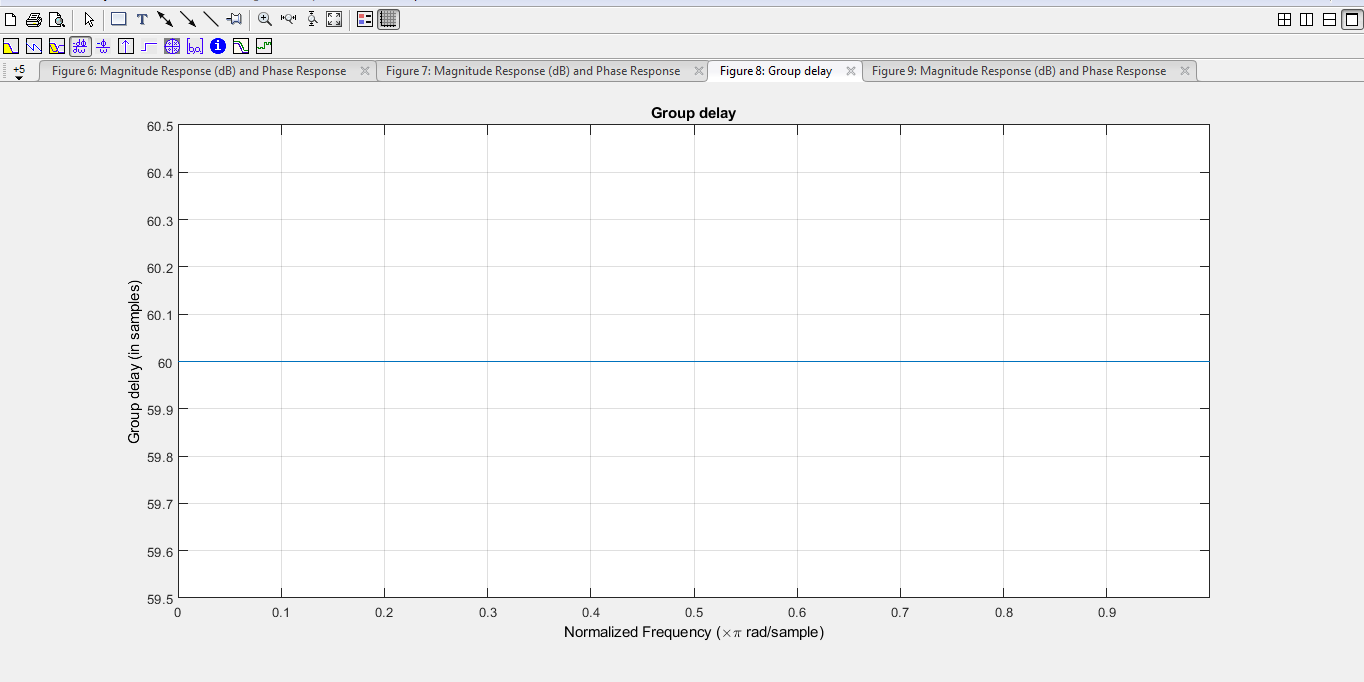 T
i
[b,a]
+5
Figure 6: Magnitude Response (dB) and Phase Response
Figure 7: Magnitude Response (dB) and Phase Response
Figure 8: Group delay
Figure 9: Magnitude Response (dB) and Phase Response
Group delay
60.5
60.4
60.3
60.2
60.1
60
59.9
59.8
59.7
59.6
59.5
Group delay (in samples)
0 0.1 0.2 0.3 0.4 0.5 0.6 0.7 0.8 0.9
Normalized Frequency (×π rad/sample)